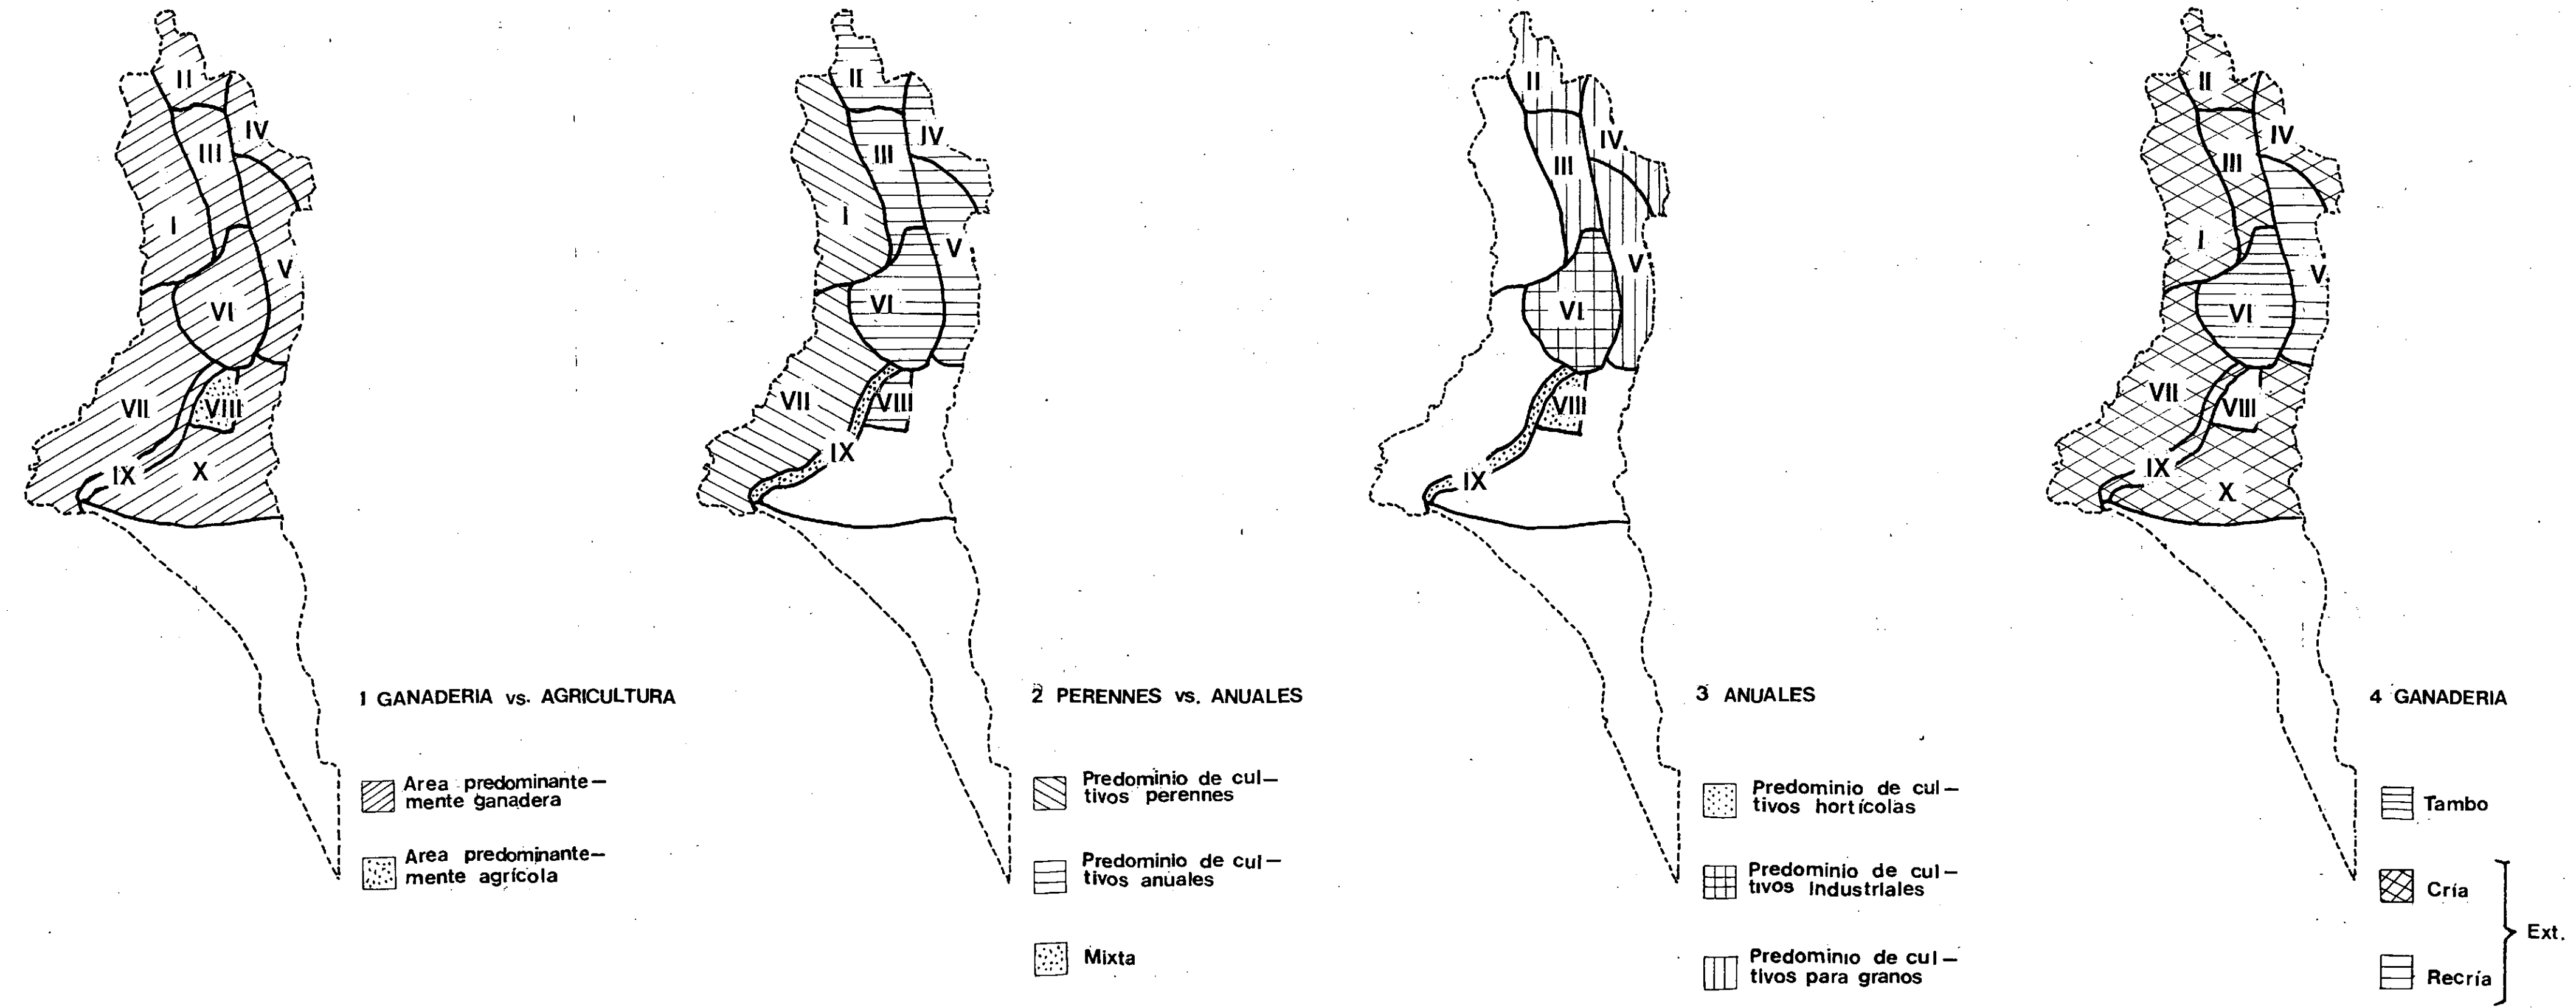 II
IV
III
I
V
VI
VII
VIII
IX
X
1 GANADERIA vs. AGRICULTURA
Area predominante—
mente ganadera
Area predominante—
mente agrícola
II
IV
III
I
V
VI
VII
VIII
IX
2 PERENNES vs. ANUALES
Predominio de cul—
tivos perennes
Predominio de cul—
tivos anuales
Mixta
II
IV
III
V
VI
VIII
IX
3 ANUALES
Predominio de cul—
tivos hortícolas
Predominio de cul—
tivos industriales
Predominio de cul—
tivos para granos
II
IV
III
I
V
VI
VII
VIII
IX
X
4 GANADERIA
Tambo
Cría
Recría
Ext.